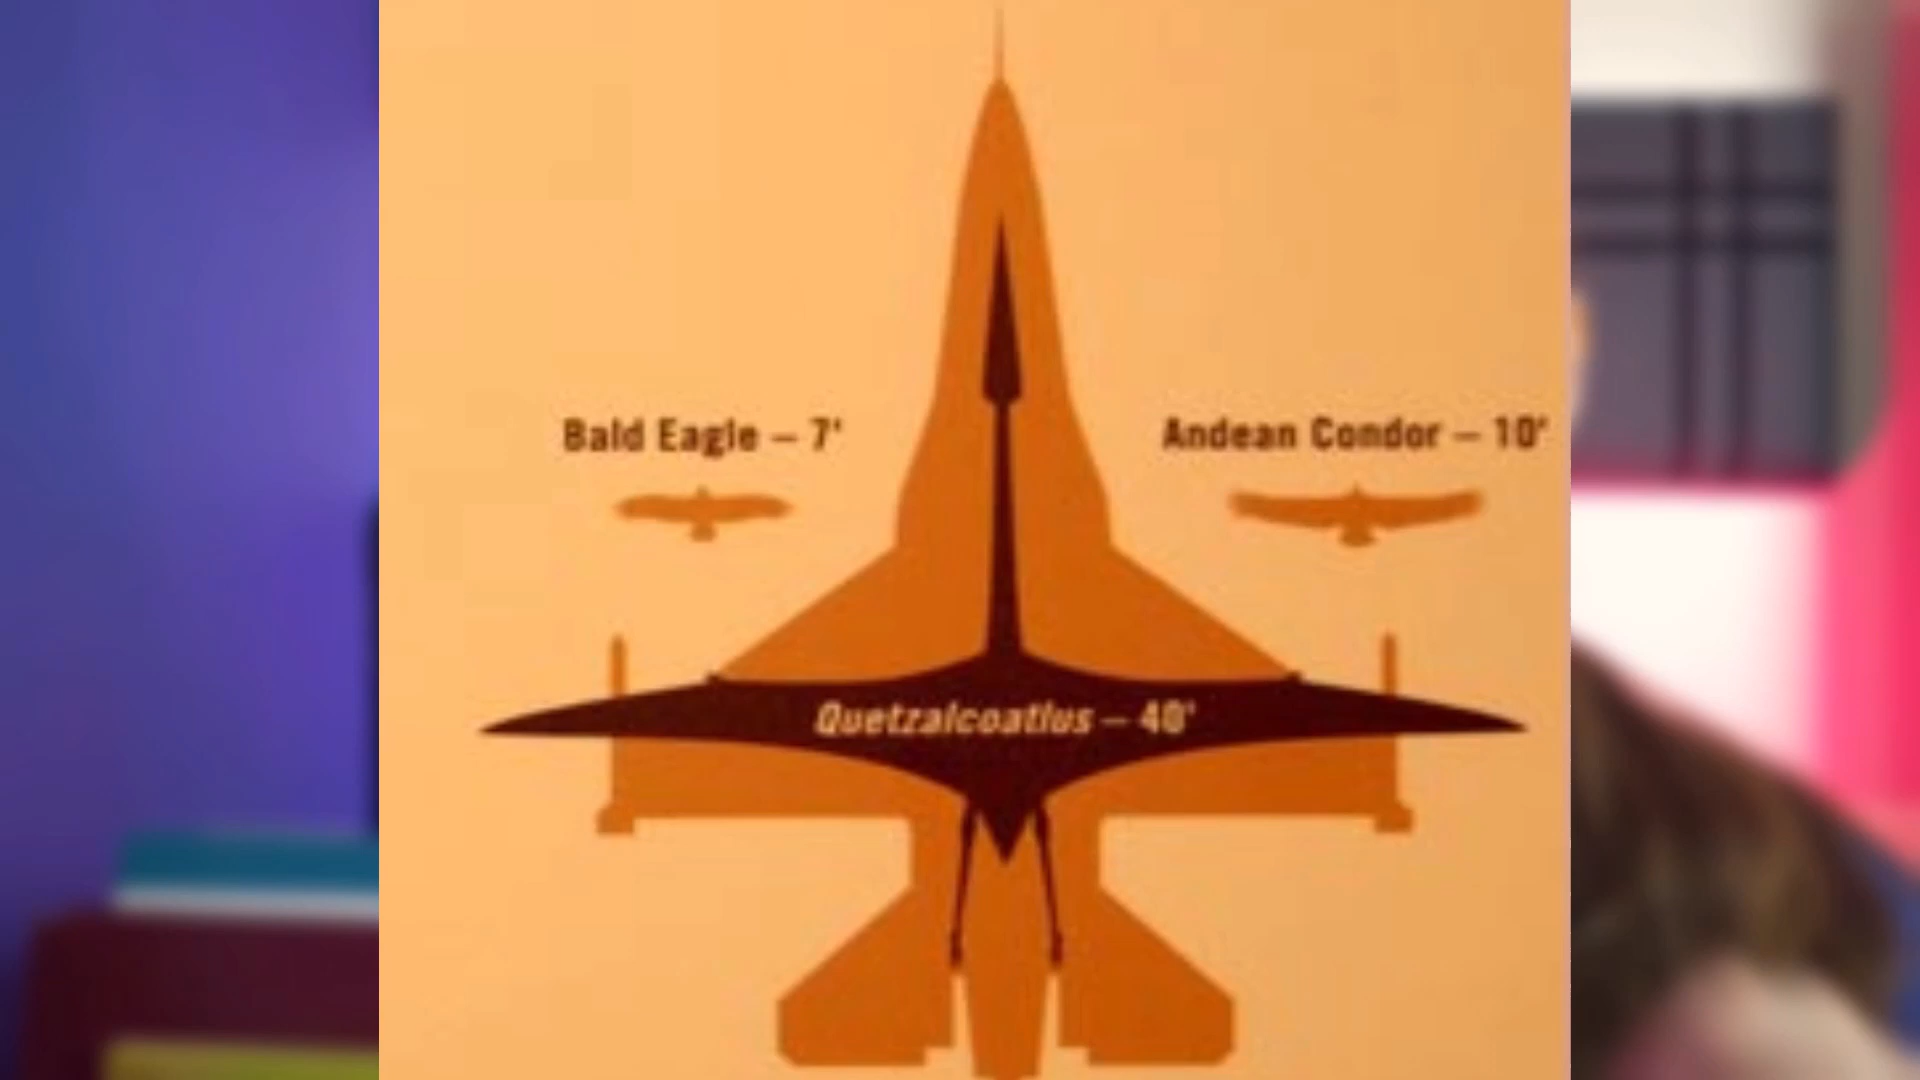 Bald Eagle – 7'
Andean Condor – 10'
Quetzalcoatlus – 40'